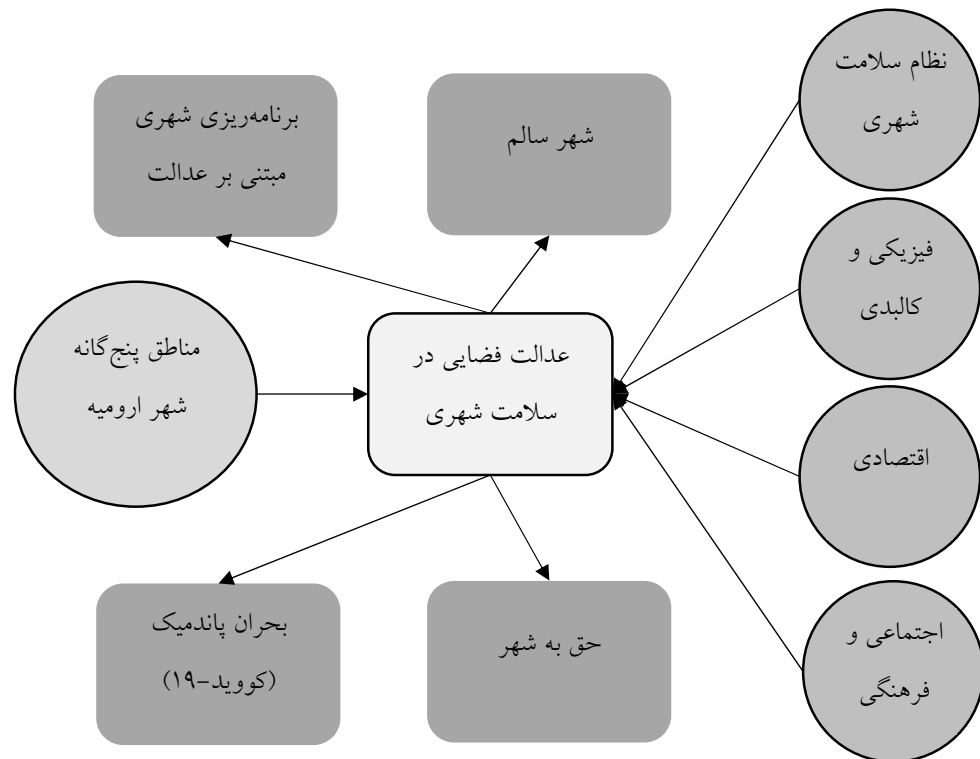 نظام سلامت
شهری
شهر سالم
برنامه‌ریزی شهری
مبتنی بر عدالت
فیزیکی و
کالبدی
عدالت فضایی در
سلامت شهری
مناطق پنج‌گانه
شهر ارومیه
اقتصادی
اجتماعی و
فرهنگی
حق به شهر
بحران پاندمیک
(کووید-۱۹)